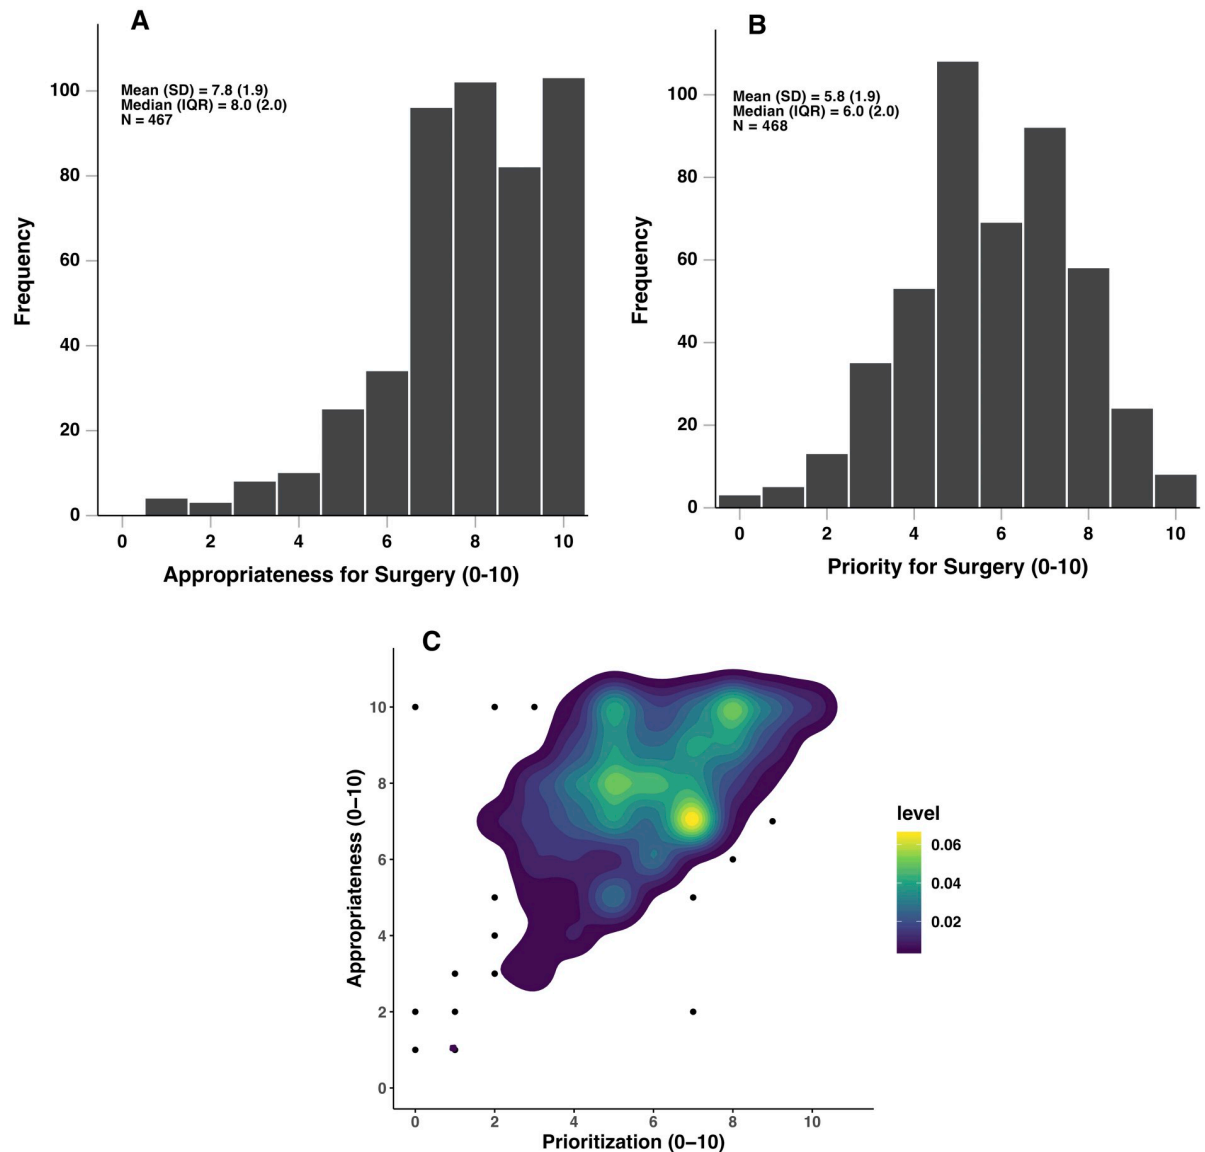 A
Mean (SD) = 7.8 (1.9)
Median (IQR) = 8.0 (2.0)
N = 467
100
80
60
40
20
0
Frequency
0 2 4 6 8 10
Appropriateness for Surgery (0-10)
B
Mean (SD) = 5.8 (1.9)
Median (IQR) = 6.0 (2.0)
N = 468
100
80
60
40
20
0
Frequency
0 2 4 6 8 10
Priority for Surgery (0-10)
C
10
8
6
4
2
0
Appropriateness (0–10)
0 2 4 6 8 10
Prioritization (0–10)
level
0.06
0.04
0.02